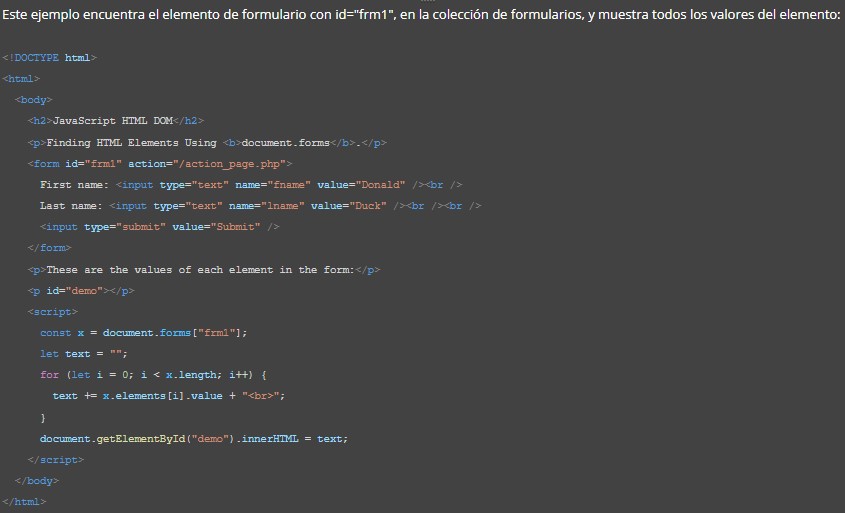 Este ejemplo encuentra el elemento de formulario con id="frm1", en la colección de formularios, y muestra todos los valores del elemento:
<!DOCTYPE html>
<html>
  <body>
    <h2>JavaScript HTML DOM</h2>
    <p>Finding HTML Elements Using <b>document.forms</b>.</p>
    <form id="frm1" action="/action_page.php">
      First name: <input type="text" name="fname" value="Donald" /><br />
      Last name: <input type="text" name="lname" value="Duck" /><br /><br />
      <input type="submit" value="Submit" />
    </form>
    <p>These are the values of each element in the form:</p>
    <p id="demo"></p>
    <script>
      const x = document.forms["frm1"];
      let text = "";
      for (let i = 0; i < x.length; i++) {
        text += x.elements[i].value + "<br>";
      }
      document.getElementById("demo").innerHTML = text;
    </script>
  </body>
</html>